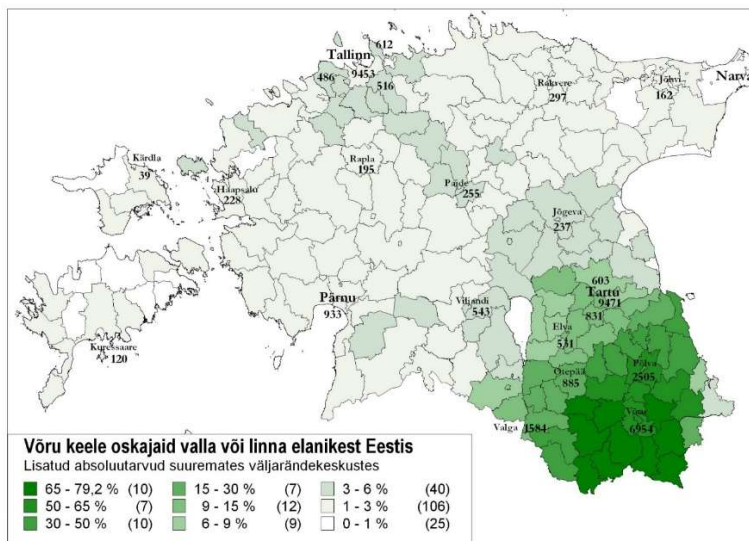 612
Tallinn
9453
486
516
Rakvere
297
Jõhvi
162
Narva
Kärdla
39
Rapla
195
Haapsalu
228
Paide
255
Jõgeva
237
Pärnu
933
Viljandi
543
603
Tartu
9471
831
Elva
531
Kuressaare
120
Otepää
885
Põlva
2505
Valga 1584
Võru
6954
Võru keele oskajaid valla või linna elanikest Eestis
Lisatud absoluutarvud suuremates väljarändekeskustes
65 - 79,2 % (10) 15 - 30 % (7) 3 - 6 % (40)
50 - 65 % (7) 9 - 15 % (12) 1 - 3 % (106)
30 - 50 % (10) 6 - 9 % (9) 0 - 1 % (25)